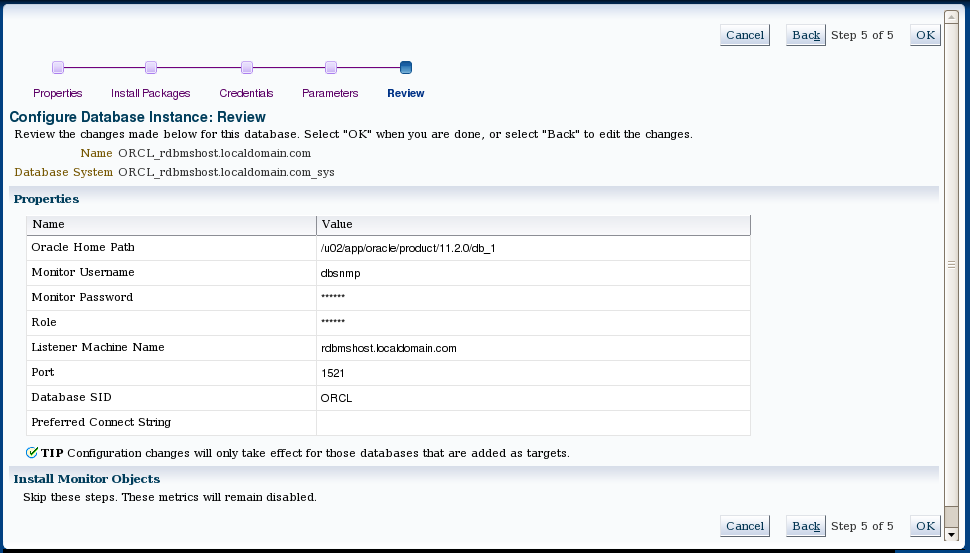 Cancel Back Step 5 of 5 OK
Properties Install Packages Credentials Parameters Review
Configure Database Instance: Review
Review the changes made below for this database. Select "OK" when you are done, or select "Back" to edit the changes.
Name ORCL_rdbmshost.localdomain.com
Database System ORCL_rdbmshost.localdomain.com_sys
Properties
Name Value
Oracle Home Path /u02/app/oracle/product/11.2.0/db_1
Monitor Username dbsnmp
Monitor Password ******
Role ******
Listener Machine Name rdbmshost.localdomain.com
Port 1521
Database SID ORCL
Preferred Connect String
TIP Configuration changes will only take effect for those databases that are added as targets.
Install Monitor Objects
Skip these steps. These metrics will remain disabled.
Cancel Back Step 5 of 5 OK